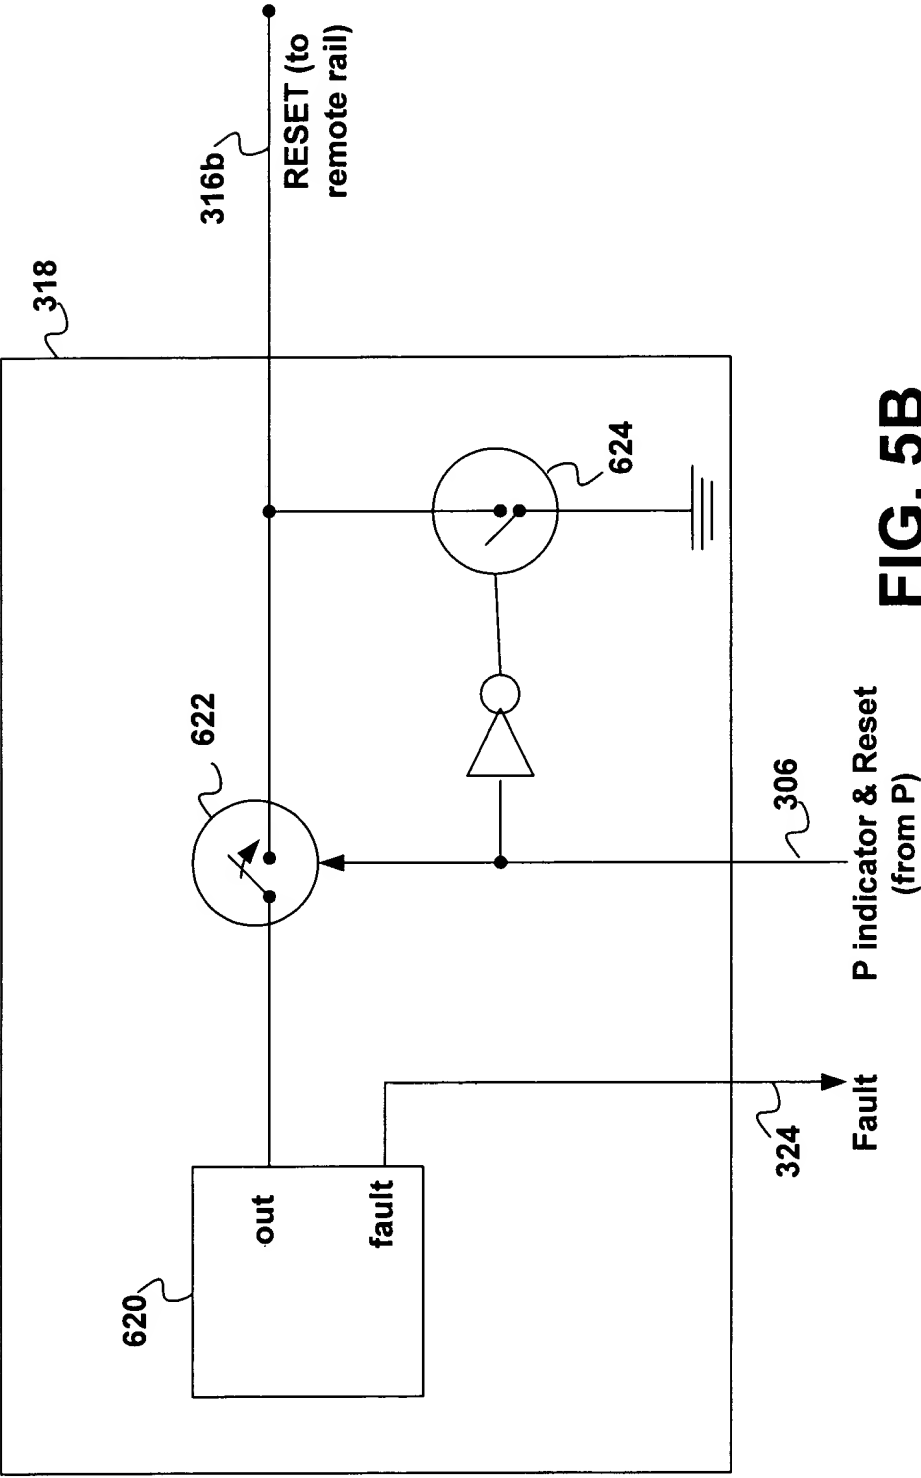 620
out
fault
324
Fault
622
306
P indicator & Reset
(from P)
624
318
316b
RESET (to
remote rail)
FIG. 5B